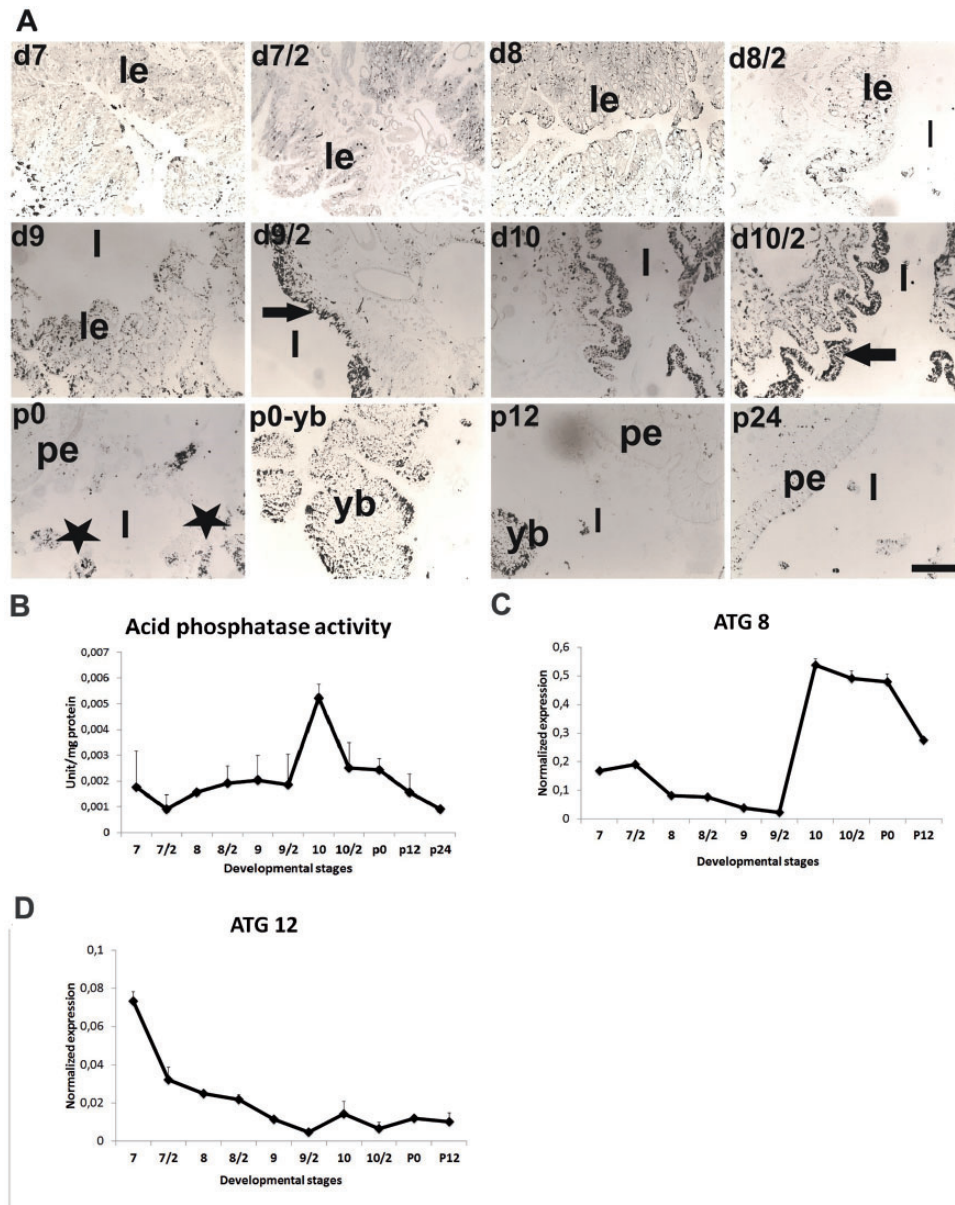 A
d7 le
d7/2 le
d8 le
d8/2 le l
d9 l le
d9/2 l
d10 l
d10/2 l
p0 pe l
p0-yb yb
p12 pe yb l
p24 pe l
B
Acid phosphatase activity
Unit/mg protein
0,007
0,006
0,005
0,004
0,003
0,002
0,001
0
7 7/2 8 8/2 9 9/2 10 10/2 p0 p12 p24
Developmental stages
C
ATG 8
Normalized expression
0,6
0,5
0,4
0,3
0,2
0,1
0
7 7/2 8 8/2 9 9/2 10 10/2 P0 P12
Developmental stages
D
ATG 12
Normalized expression
0,1
0,08
0,06
0,04
0,02
0
7 7/2 8 8/2 9 9/2 10 10/2 P0 P12
Developmental stages